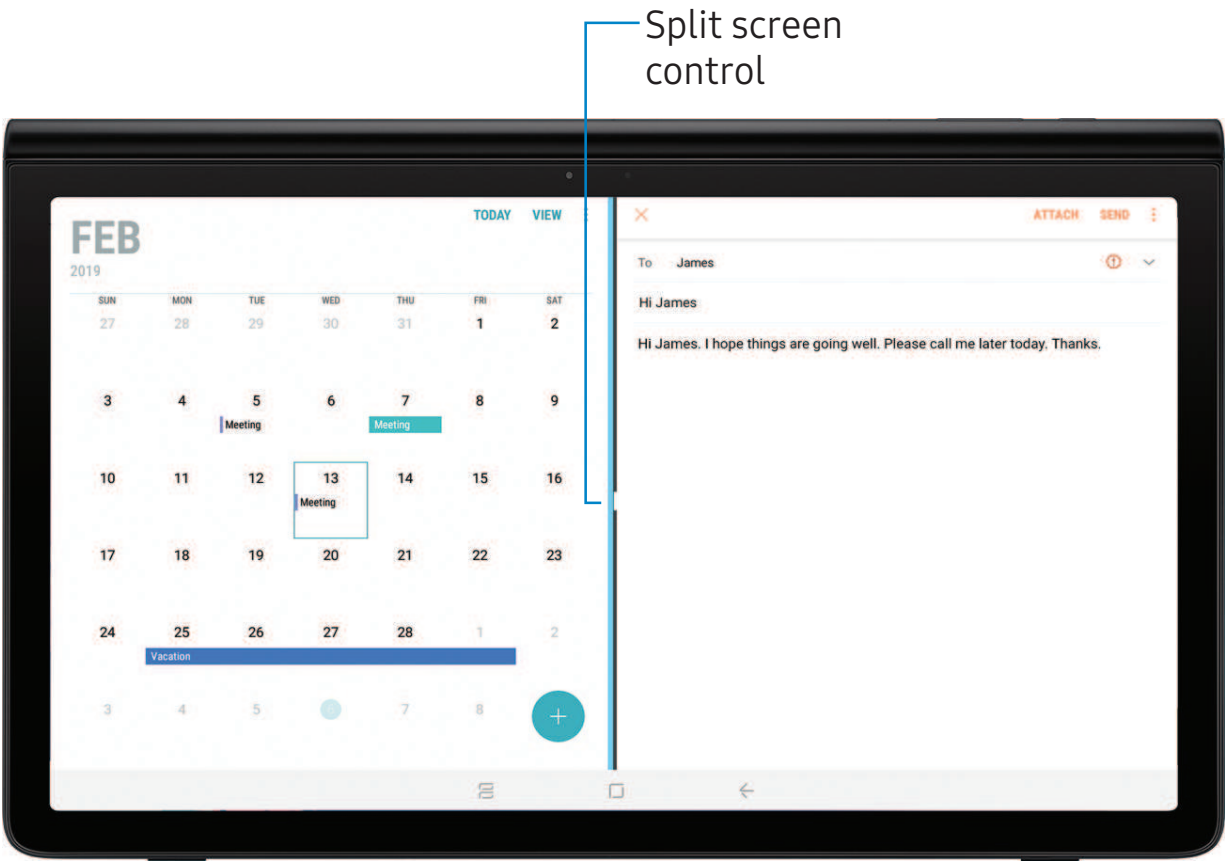 Split screen
control
FEB
TODAY VIEW
2019
SUN MON TUE WED THU FRI SAT
27 28 29 30 31 1 2
3 4 5 6 7 8 9
Meeting Meeting
10 11 12 13 14 15 16
Meeting
17 18 19 20 21 22 23
24 25 26 27 28 1 2
Vacation
3 4 5 6 7 8
ATTACH SEND
To James
Hi James
Hi James. I hope things are going well. Please call me later today. Thanks.